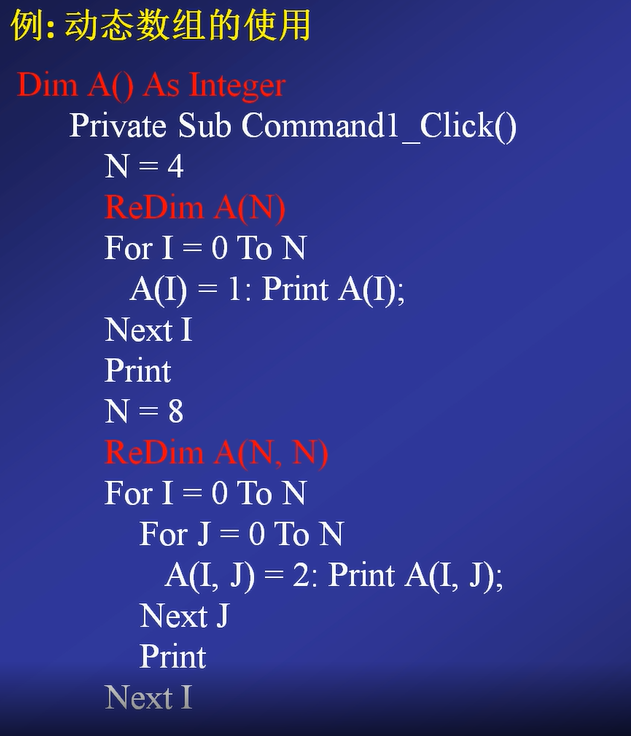 例: 动态数组的使用
Dim A() As Integer
Private Sub Command1_Click()
N = 4
ReDim A(N)
For I = 0 To N
A(I) = 1: Print A(I);
Next I
Print
N = 8
ReDim A(N, N)
For I = 0 To N
For J = 0 To N
A(I, J) = 2: Print A(I, J);
Next J
Print
Next I